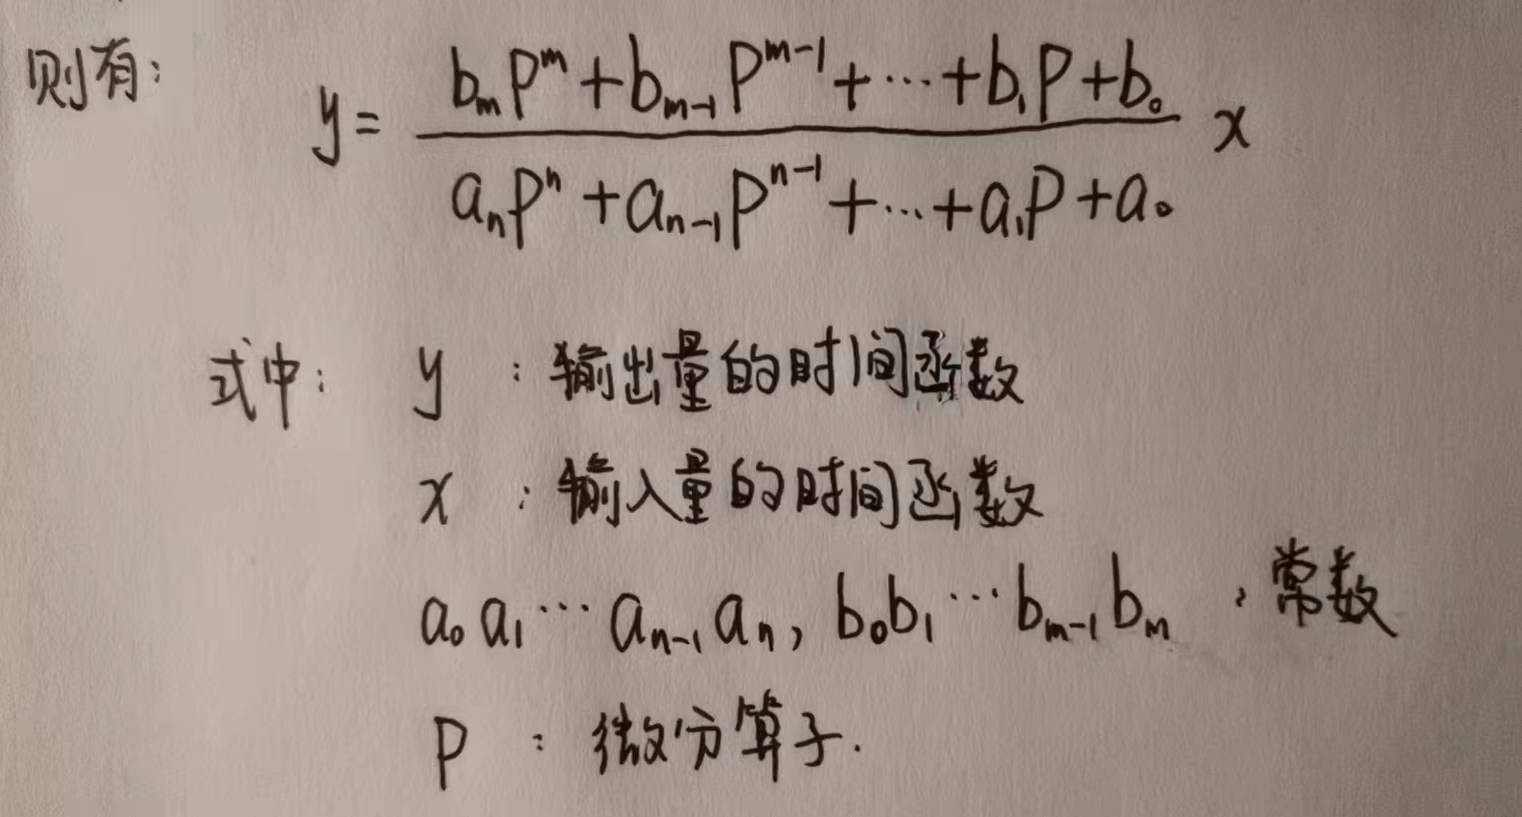 则有: y = \frac{b_m p^m + b_{m-1} p^{m-1} + \cdots + b_1 p + b_0}{a_n p^n + a_{n-1} p^{n-1} + \cdots + a_1 p + a_0} x
式中: y : 输出量的时间函数
x : 输入量的时间函数
a_0 a_1 \cdots a_{n-1} a_n, b_0 b_1 \cdots b_{m-1} b_m : 常数
p : 微分算子.